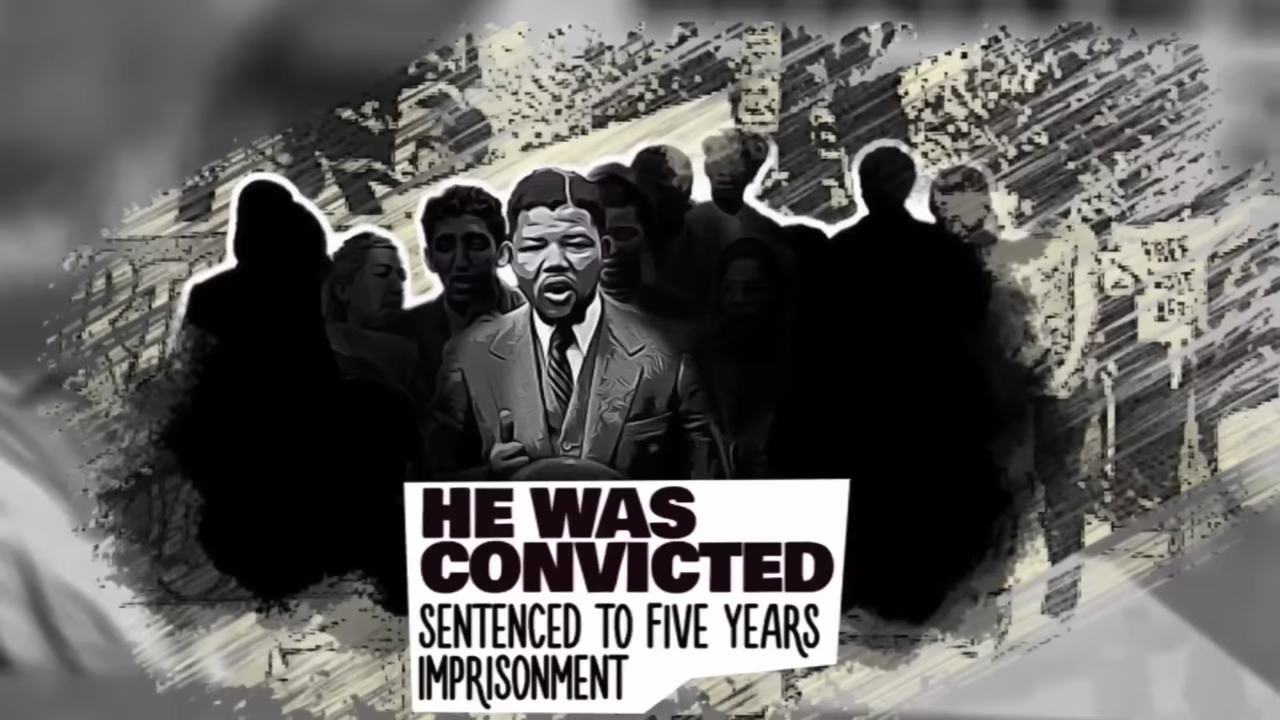 HE WAS
CONVICTED
SENTENCED TO FIVE YEARS
IMPRISONMENT